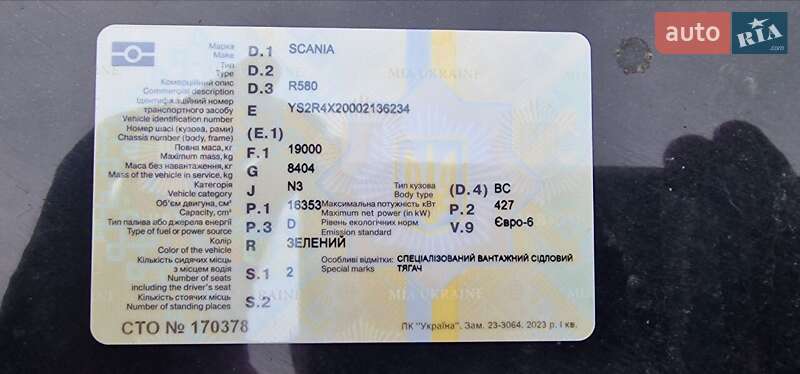 auto RIA .com
Марка D.1 SCANIA
Make
Тип D.2
Type
MIA UKRAINE
Комерційний опис D.3 R580
Commercial description
Ідентифікаційний номер
транспортного засобу E YS2R4X20002136234
Vehicle identification number
Номер шасі (кузова, рами) (E.1)
Chassis number (body, frame)
Повна маса, кг F.1 19000
Maximum mass, kg
Маса без навантаження, кг G 8404
Mass of the vehicle in service, kg
Категорія J N3 Тип кузова (D.4) BC
Vehicle category Body type
Об'єм двигуна, см³ P.1 16353 Максимальна потужність кВт P.2 427
Capacity, cm³ Maximum net power (in kW)
Тип палива або джерела енергії P.3 D Рівень екологічних норм V.9 Євро-6
Type of fuel or power source Emission standard
Колір R ЗЕЛЕНИЙ
Color of the vehicle
Кількість сидячих місць Особливі відмітки: СПЕЦІАЛІЗОВАНИЙ ВАНТАЖНИЙ СІДЛОВИЙ
з місцем водія S.1 2 Special marks ТЯГАЧ
Number of seats
including the driver's seat
Кількість стоячих місць S.2
Number of standing places
MIA UKRAINE
СТО № 170378 ПК "Україна". Зам. 23-3064. 2023 р. I кв.